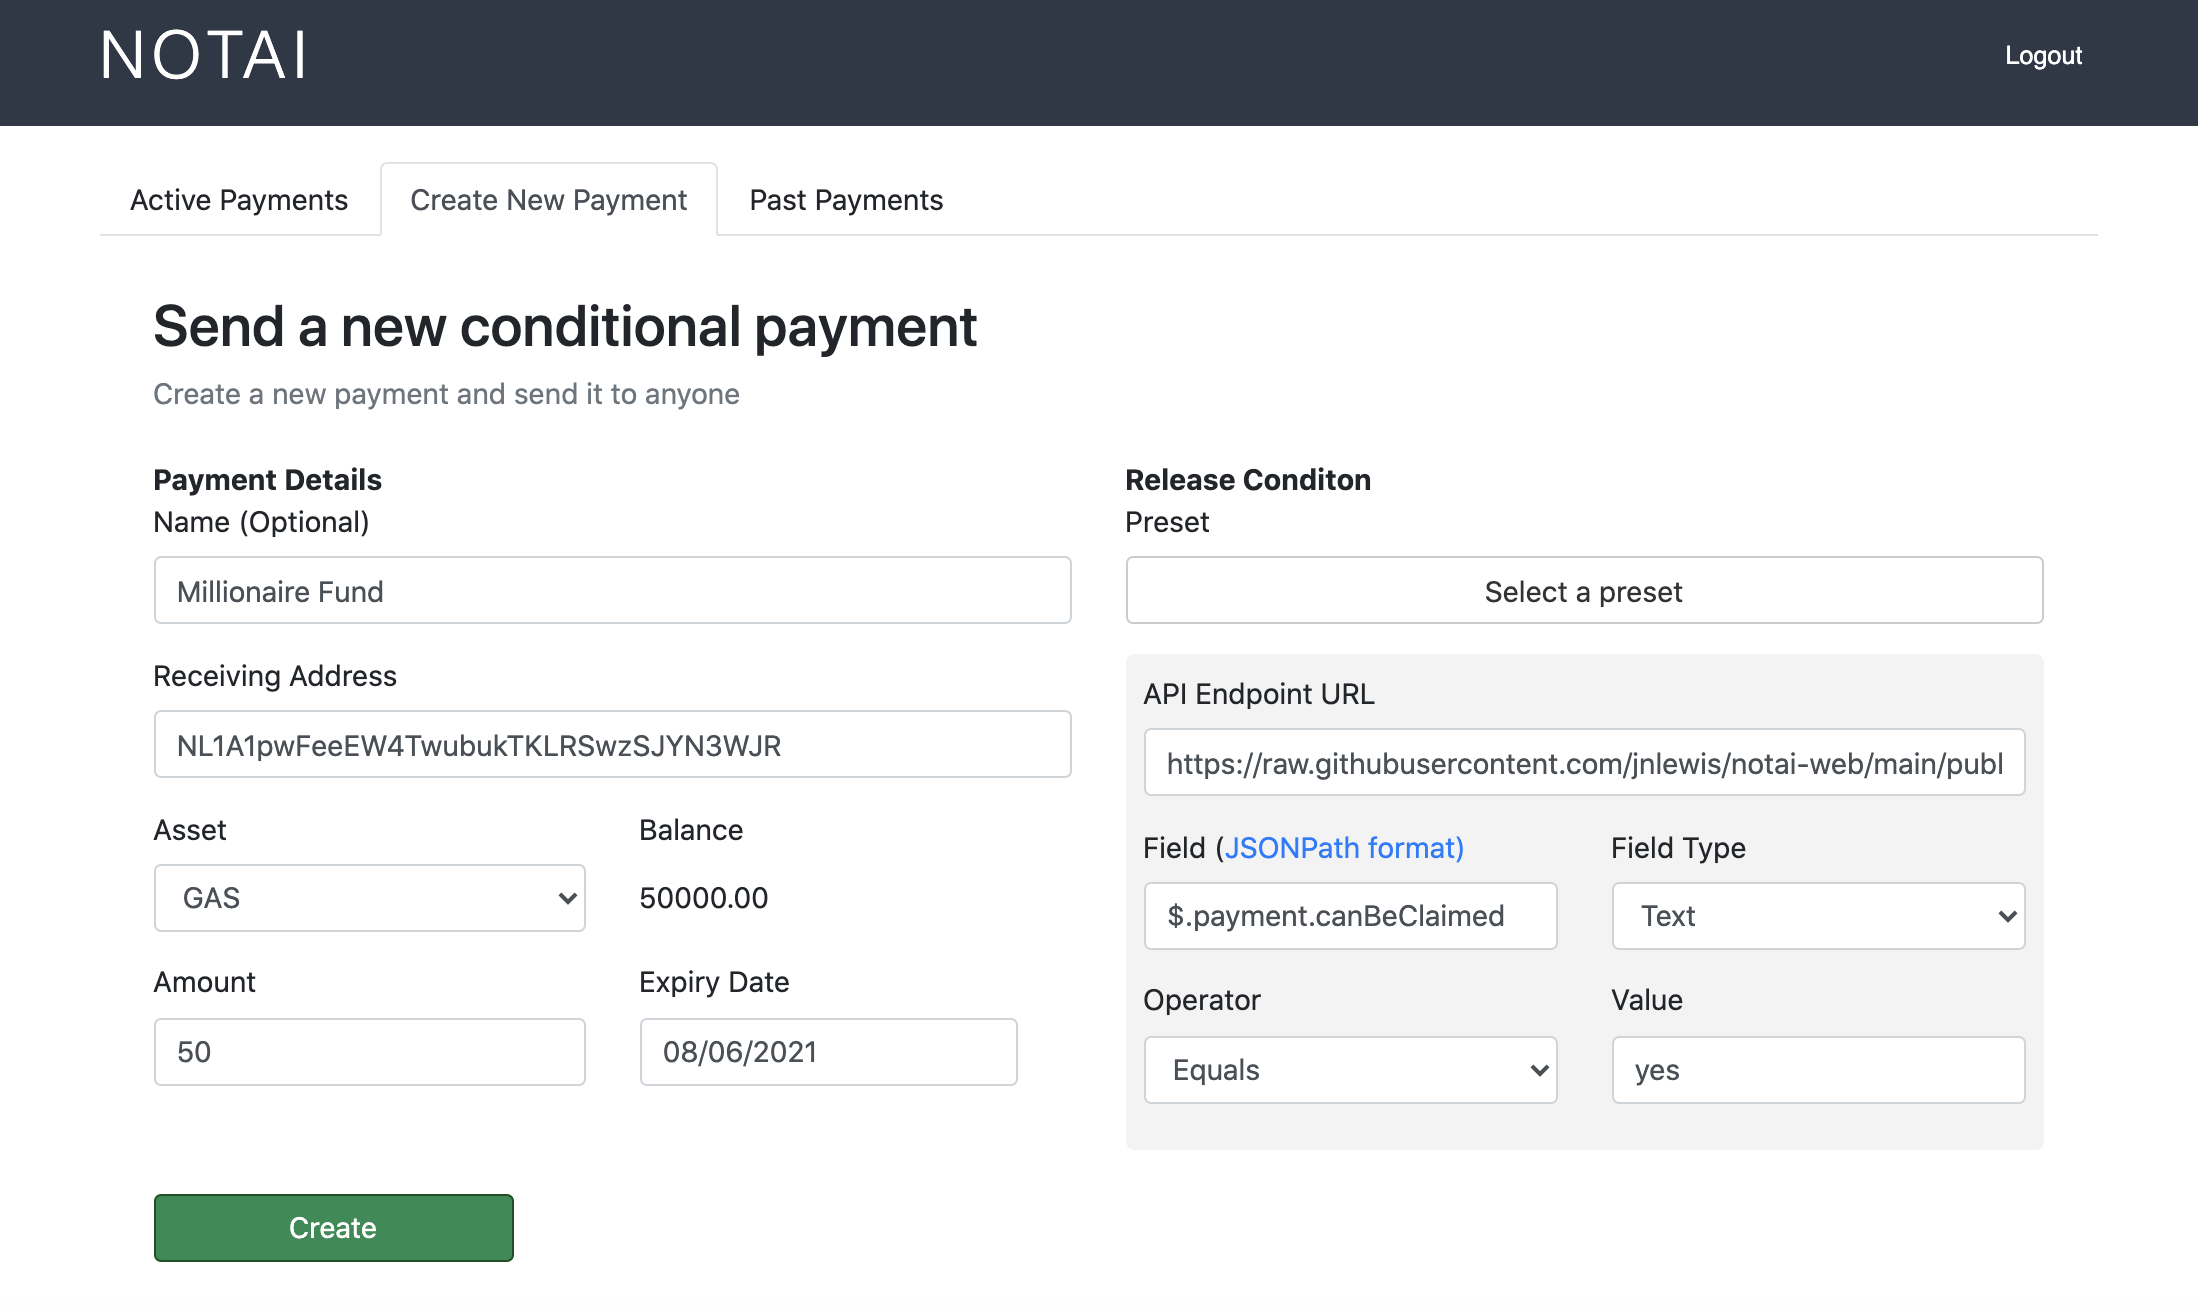 NOTAI
Logout
Active Payments
Create New Payment
Past Payments
Send a new conditional payment
Create a new payment and send it to anyone
Payment Details
Name (Optional)
Millionaire Fund
Receiving Address
NL1A1pwFeeEW4TwubukTKLRSwzSJYN3WJR
Asset
Balance
GAS
50000.00
Amount
Expiry Date
50
08/06/2021
Create
Release Conditon
Preset
Select a preset
API Endpoint URL
https://raw.githubusercontent.com/jnlewis/notai-web/main/publ
Field (JSONPath format)
Field Type
$.payment.canBeClaimed
Text
Operator
Value
Equals
yes